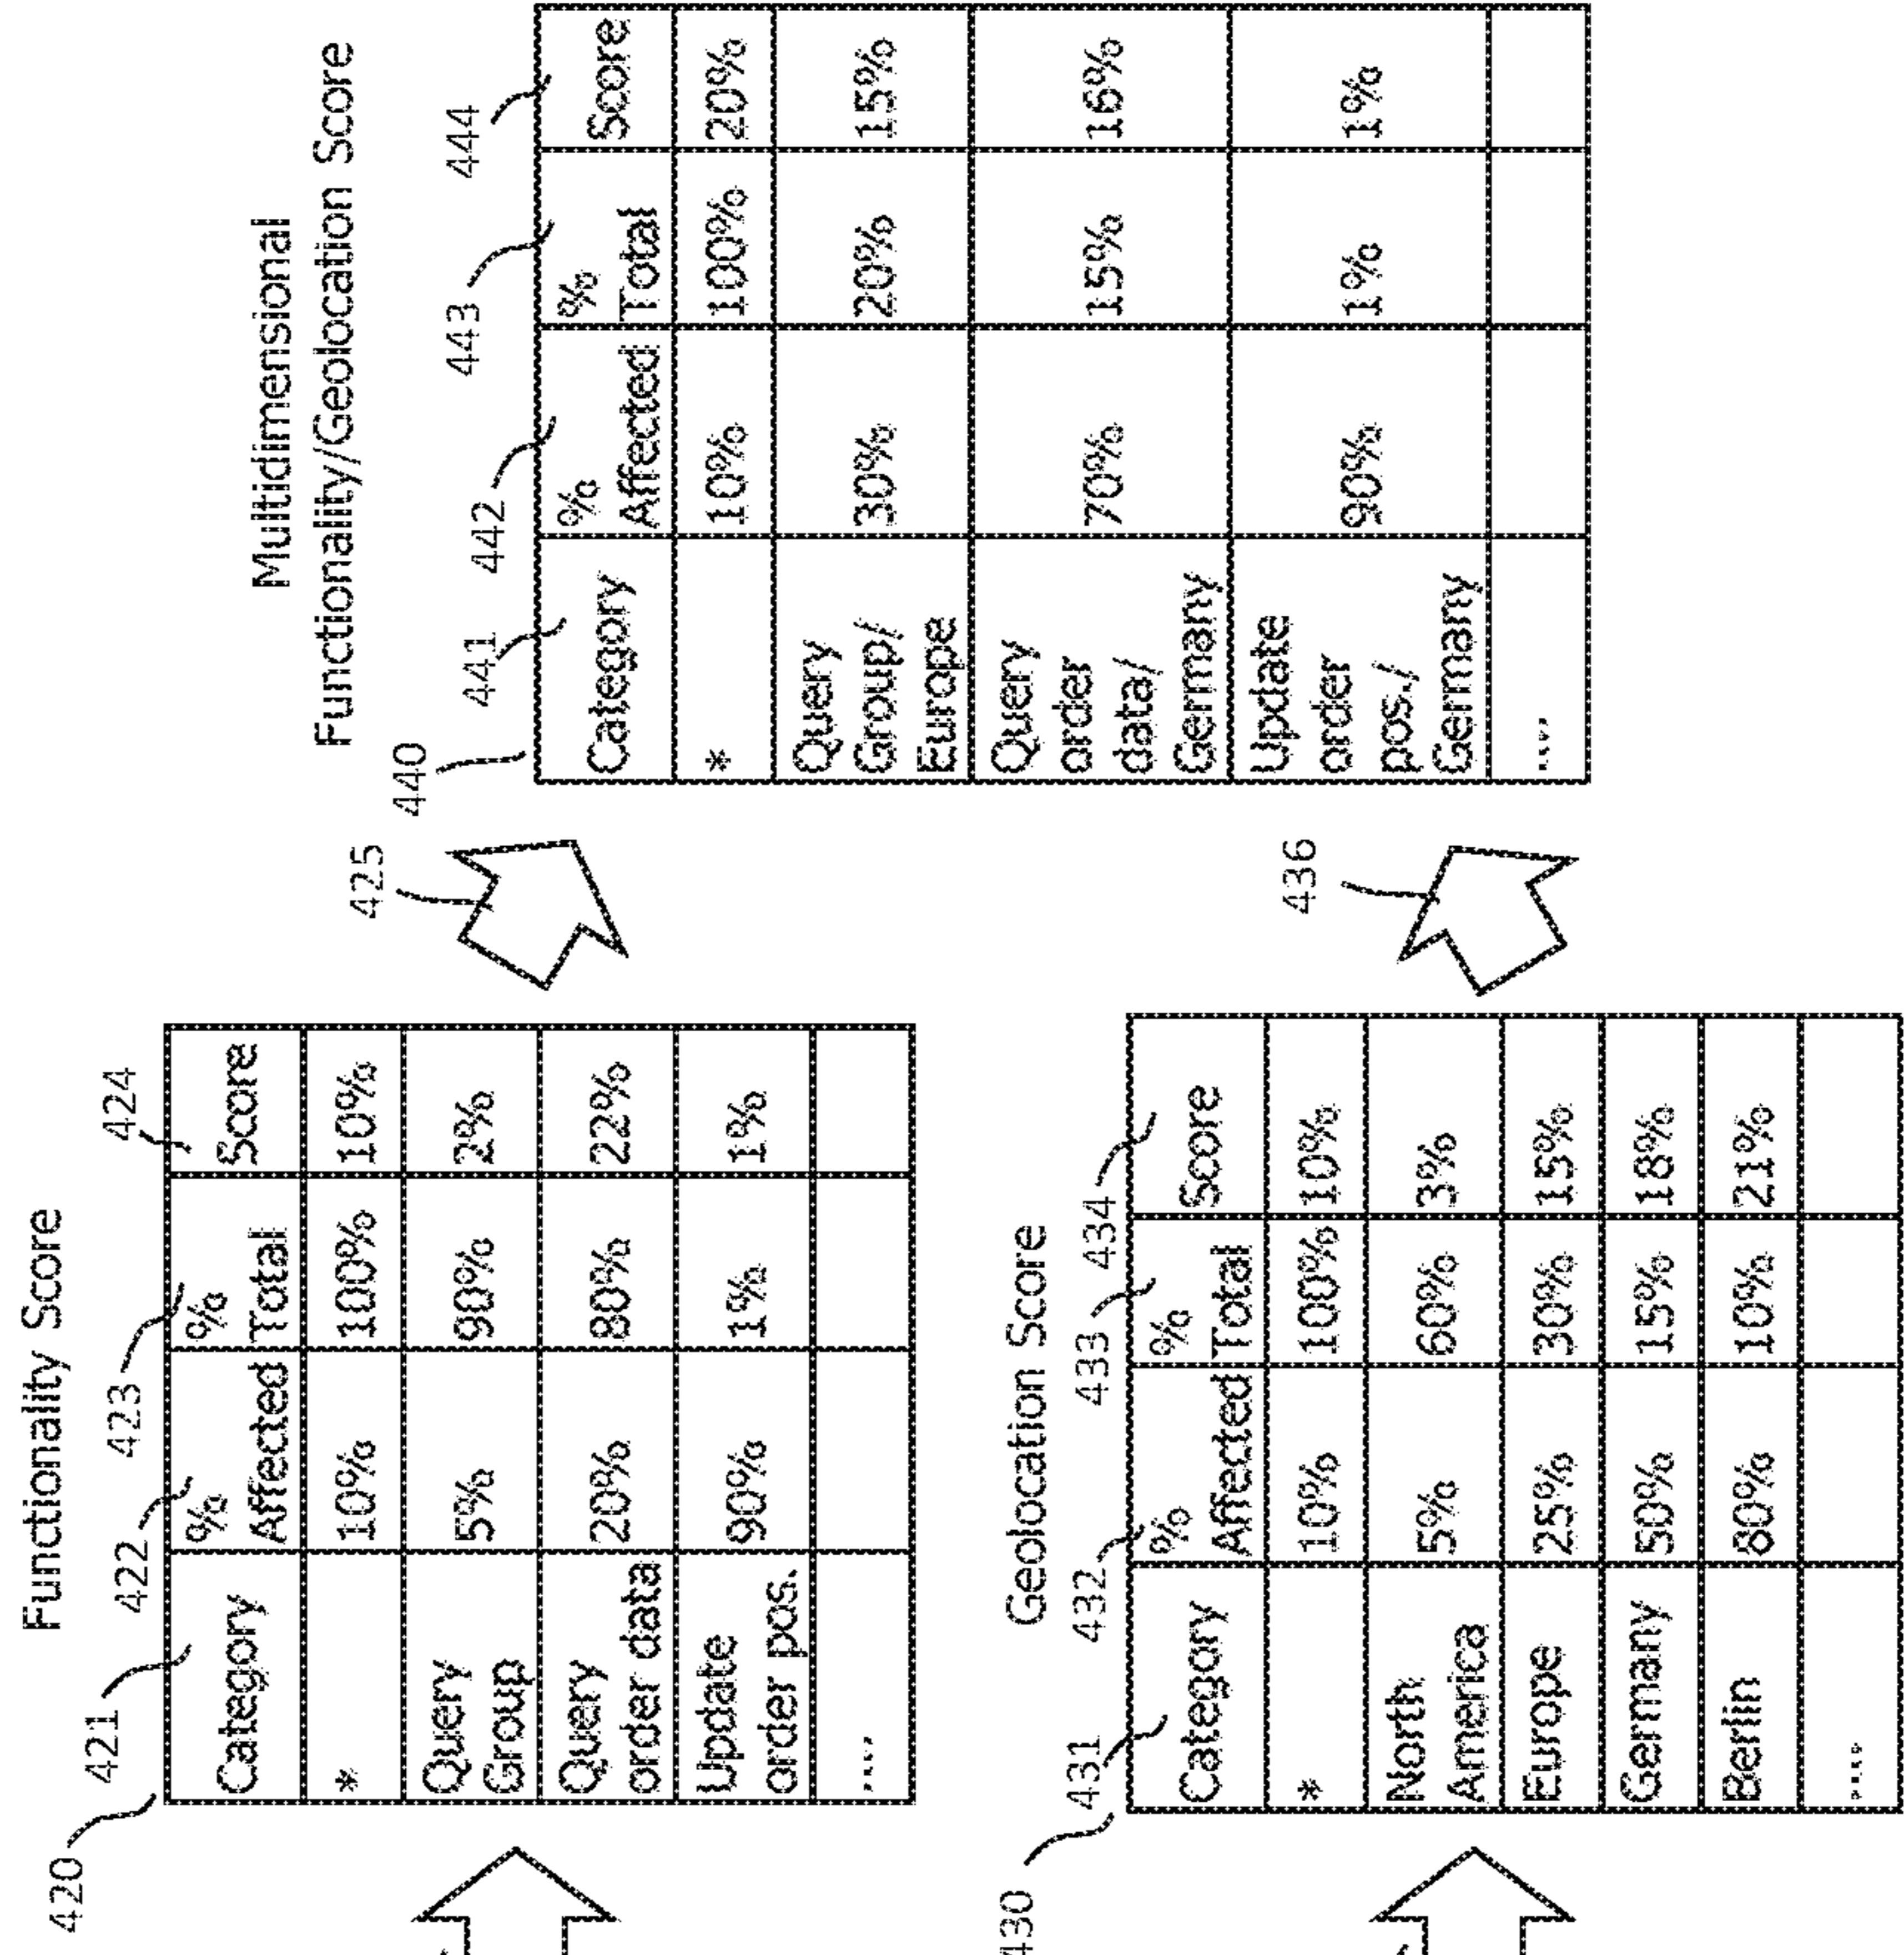 Functionality Score
420
421
422
423
424
Category % Affected % Total Score
* 10% 100% 10%
Query Group 5% 90% 2%
Query order data 20% 80% 22%
Update order pos. 90% 1% 1%
....
425
Geolocation Score
430
431
432
433
434
Category % Affected % Total Score
* 10% 100% 10%
North America 5% 60% 3%
Europe 25% 30% 15%
Germany 50% 15% 18%
Berlin 80% 10% 21%
....
436
Multidimensional
Functionality/Geolocation Score
440
441
442
443
444
Category % Affected % Total Score
* 10% 100% 20%
Query Group/ Europe 30% 20% 15%
Query order data/ Germany 70% 15% 16%
Update order pos./ Germany 90% 1% 1%
....